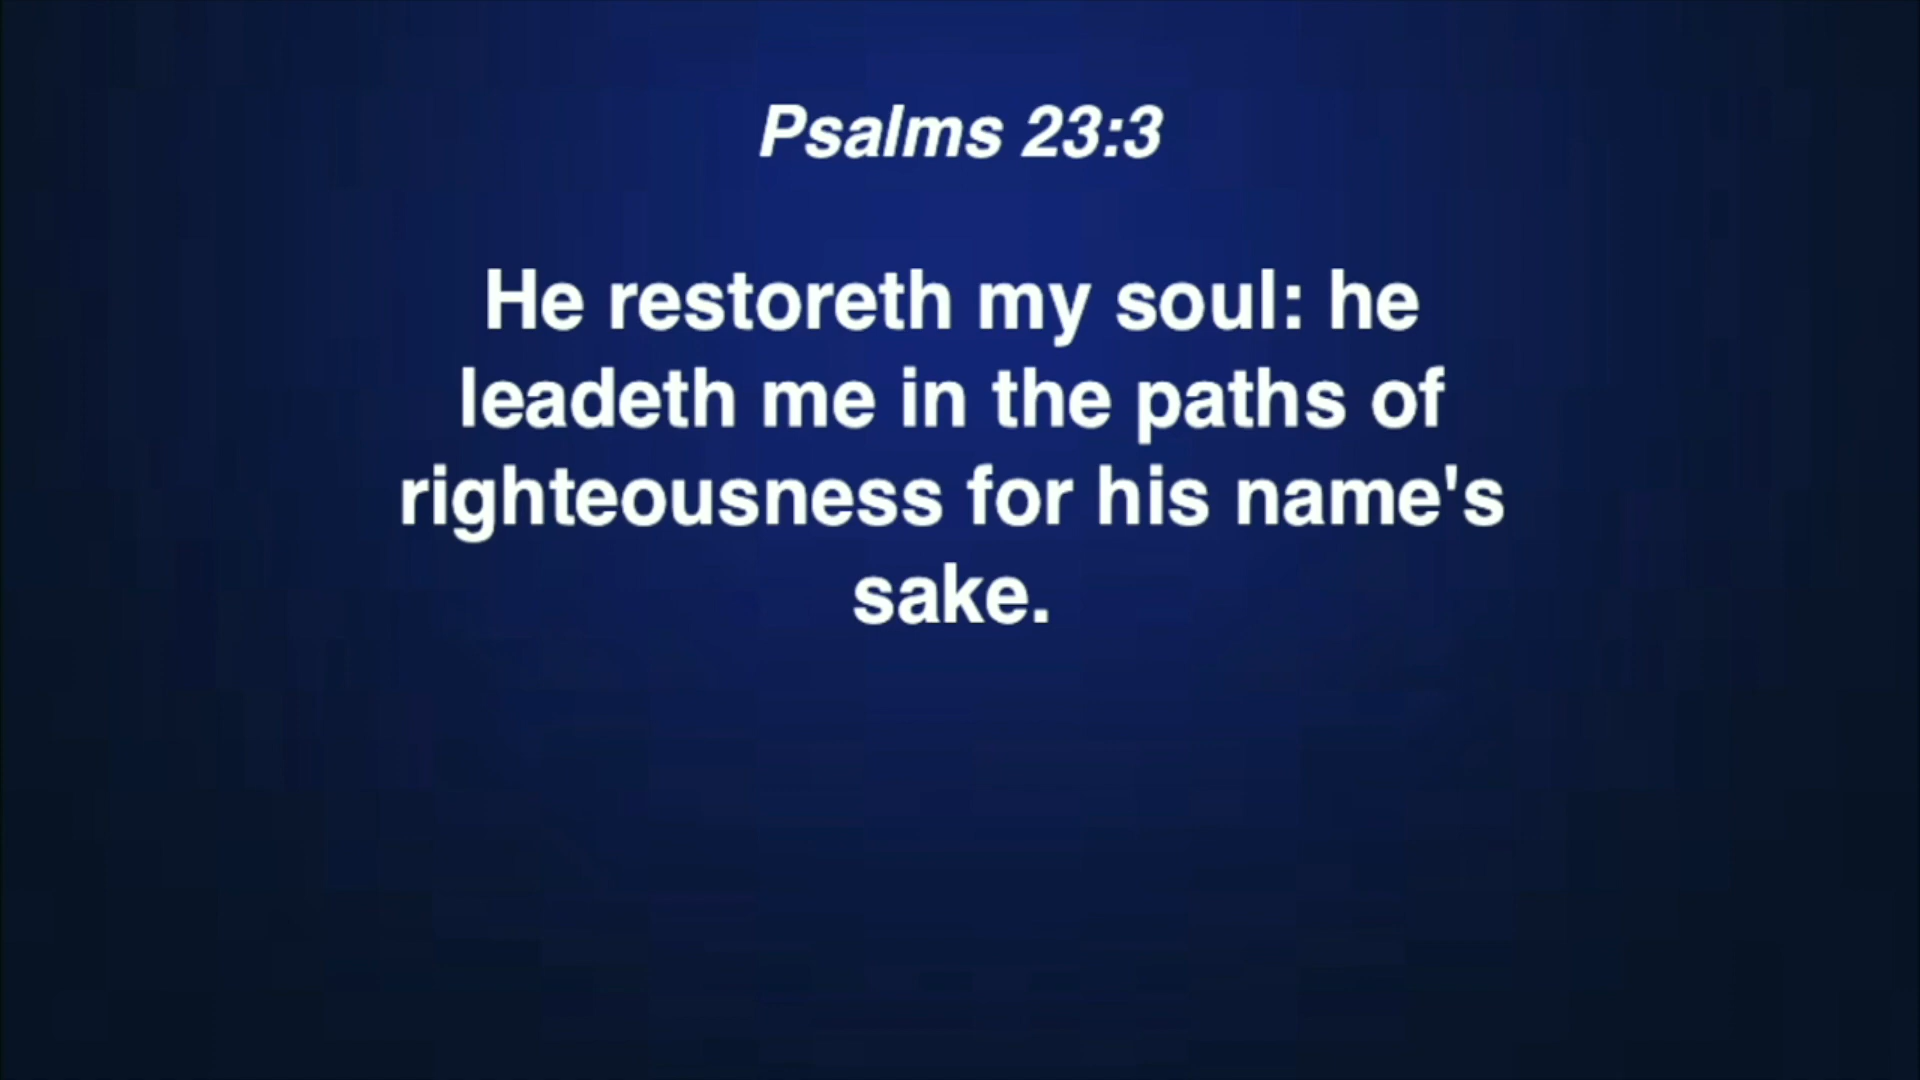 Psalms 23:3
He restoreth my soul: he
leadeth me in the paths of
righteousness for his name's
sake.